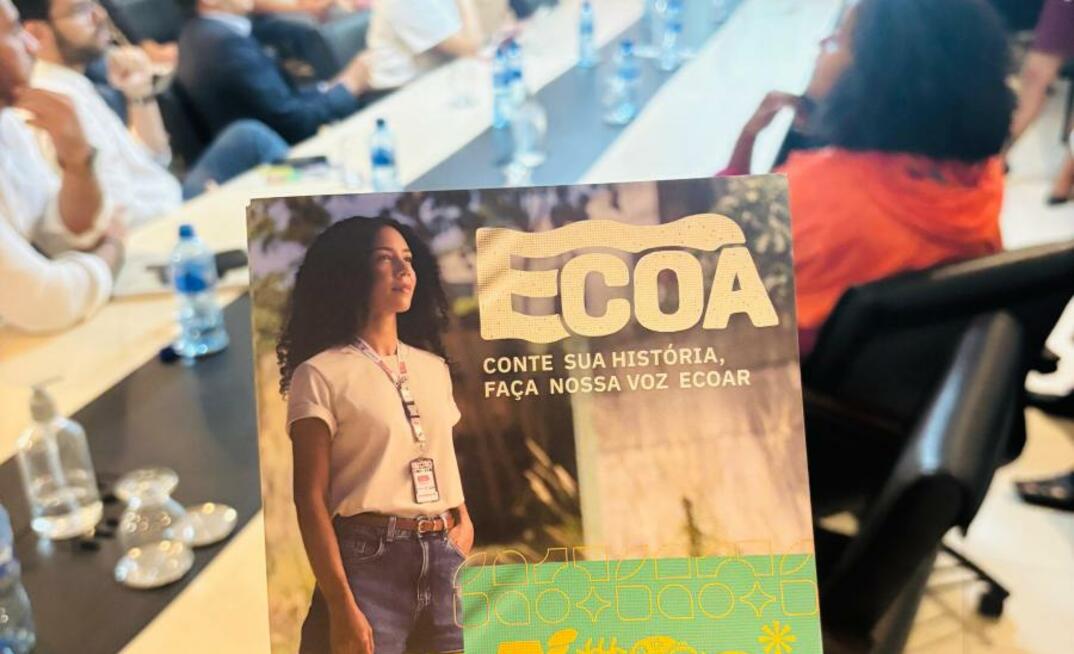 ECOA
CONTE SUA HISTÓRIA,
FAÇA NOSSA VOZ ECOAR